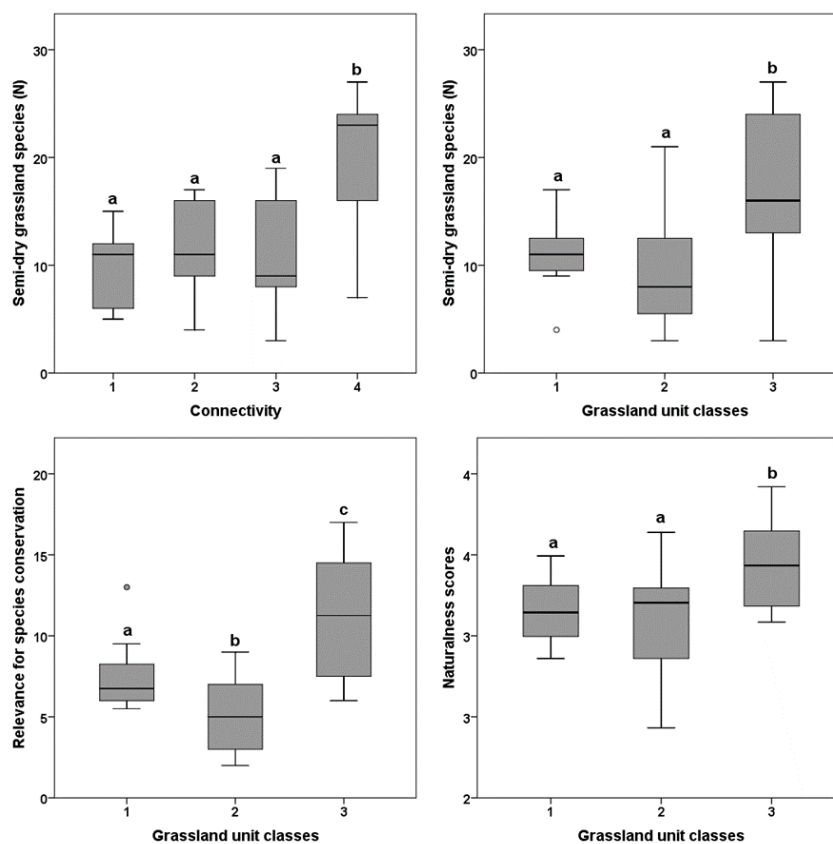 Semi-dry grassland species (N)
30
20
10
0
a
a
a
b
1 2 3 4
Connectivity
Semi-dry grassland species (N)
30
20
10
0
a
a
b
1 2 3
Grassland unit classes
Relevance for species conservation
20
15
10
5
0
a
b
c
1 2 3
Grassland unit classes
Naturalness scores
4
4
3
3
2
a
a
b
1 2 3
Grassland unit classes